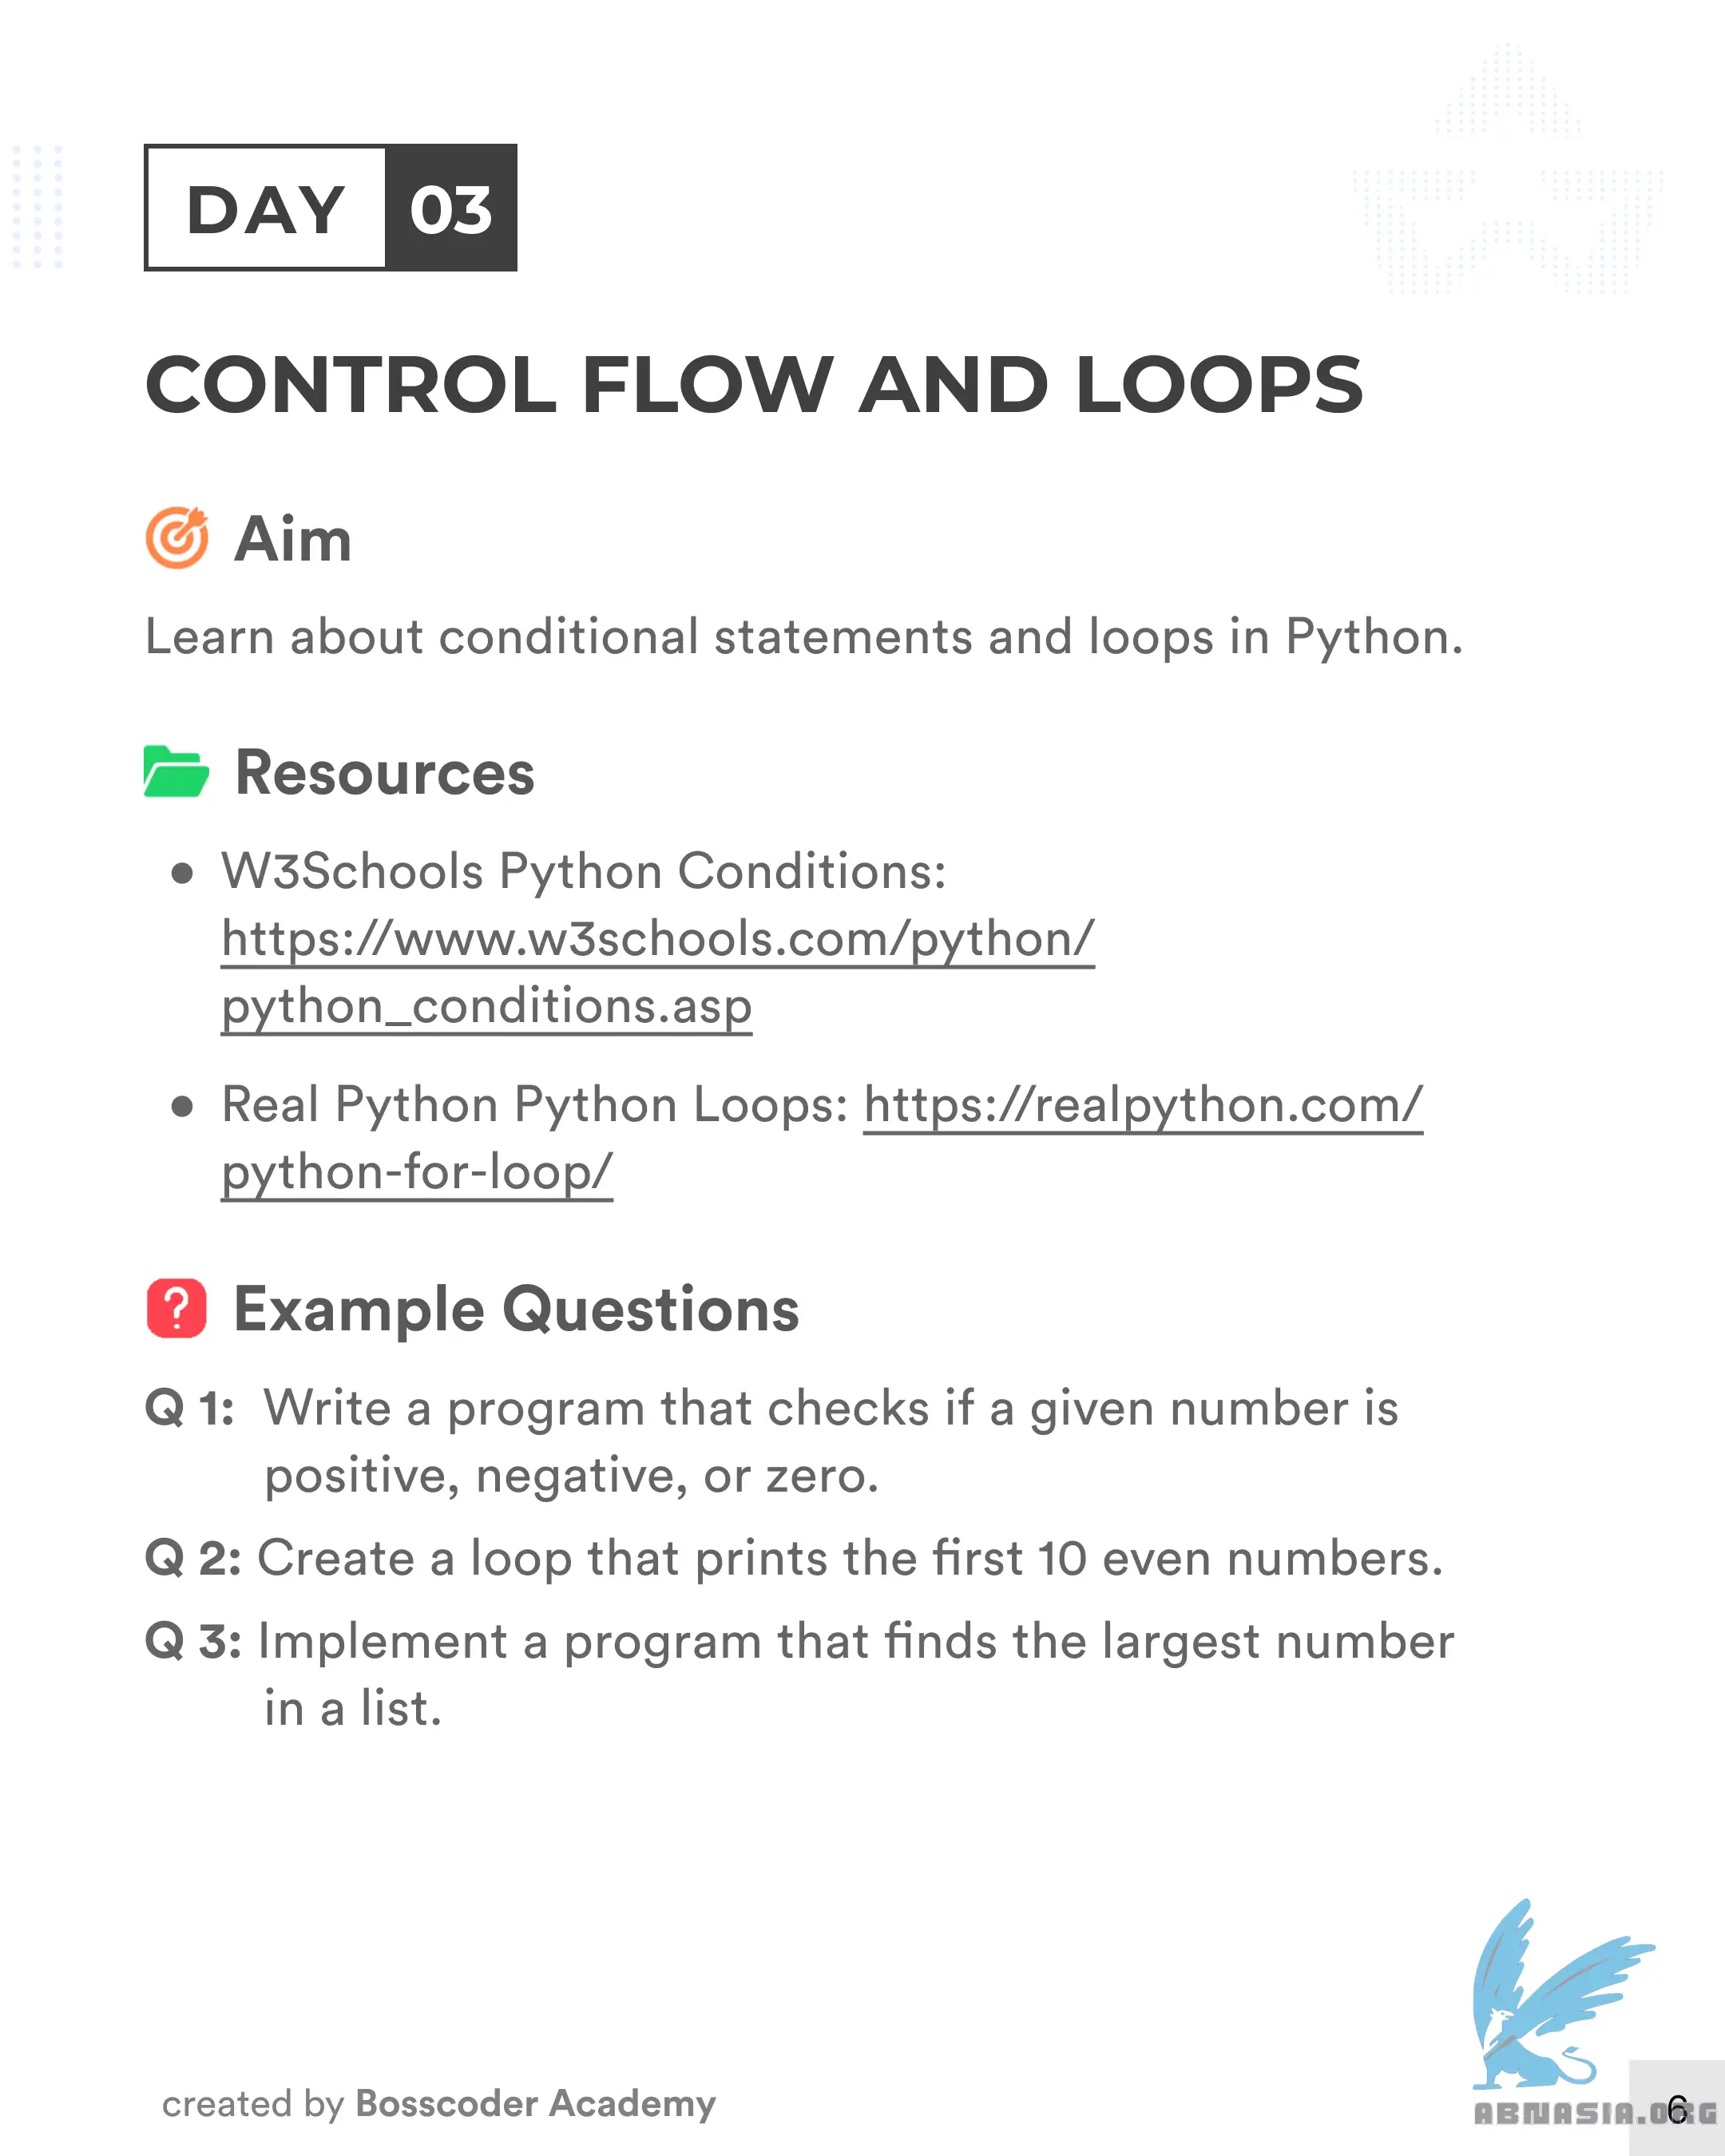 DAY 03
CONTROL FLOW AND LOOPS
Aim
Learn about conditional statements and loops in Python.
Resources
● W3Schools Python Conditions:
https://www.w3schools.com/python/
python_conditions.asp
● Real Python Python Loops: https://realpython.com/
python-for-loop/
? Example Questions
Q 1: Write a program that checks if a given number is
positive, negative, or zero.
Q 2: Create a loop that prints the first 10 even numbers.
Q 3: Implement a program that finds the largest number
in a list.
created by Bosscoder Academy
ABNASIA.ORG
6